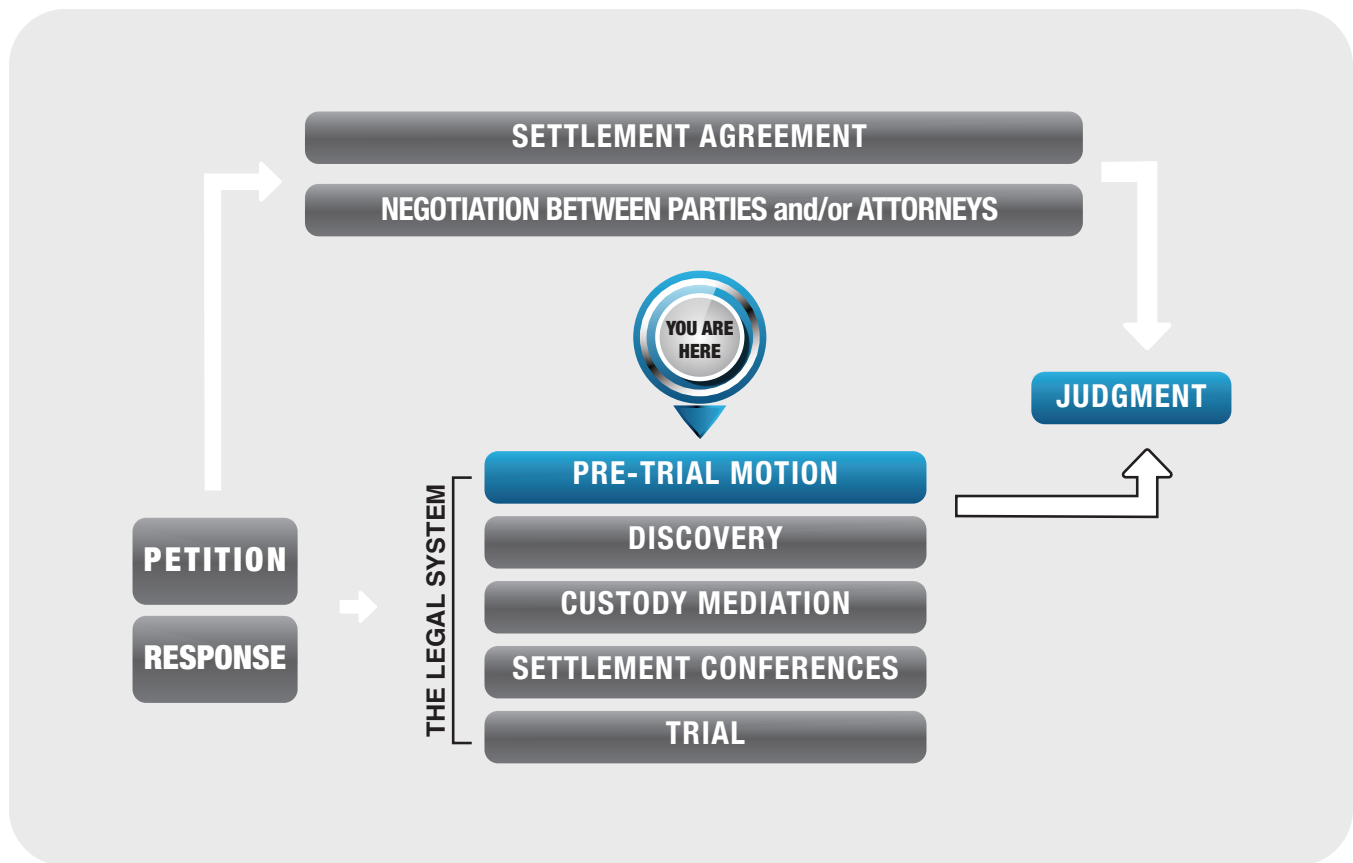 SETTLEMENT AGREEMENT
NEGOTIATION BETWEEN PARTIES and/or ATTORNEYS
YOU ARE
HERE
JUDGMENT
PETITION
RESPONSE
THE LEGAL SYSTEM
PRE-TRIAL MOTION
DISCOVERY
CUSTODY MEDIATION
SETTLEMENT CONFERENCES
TRIAL